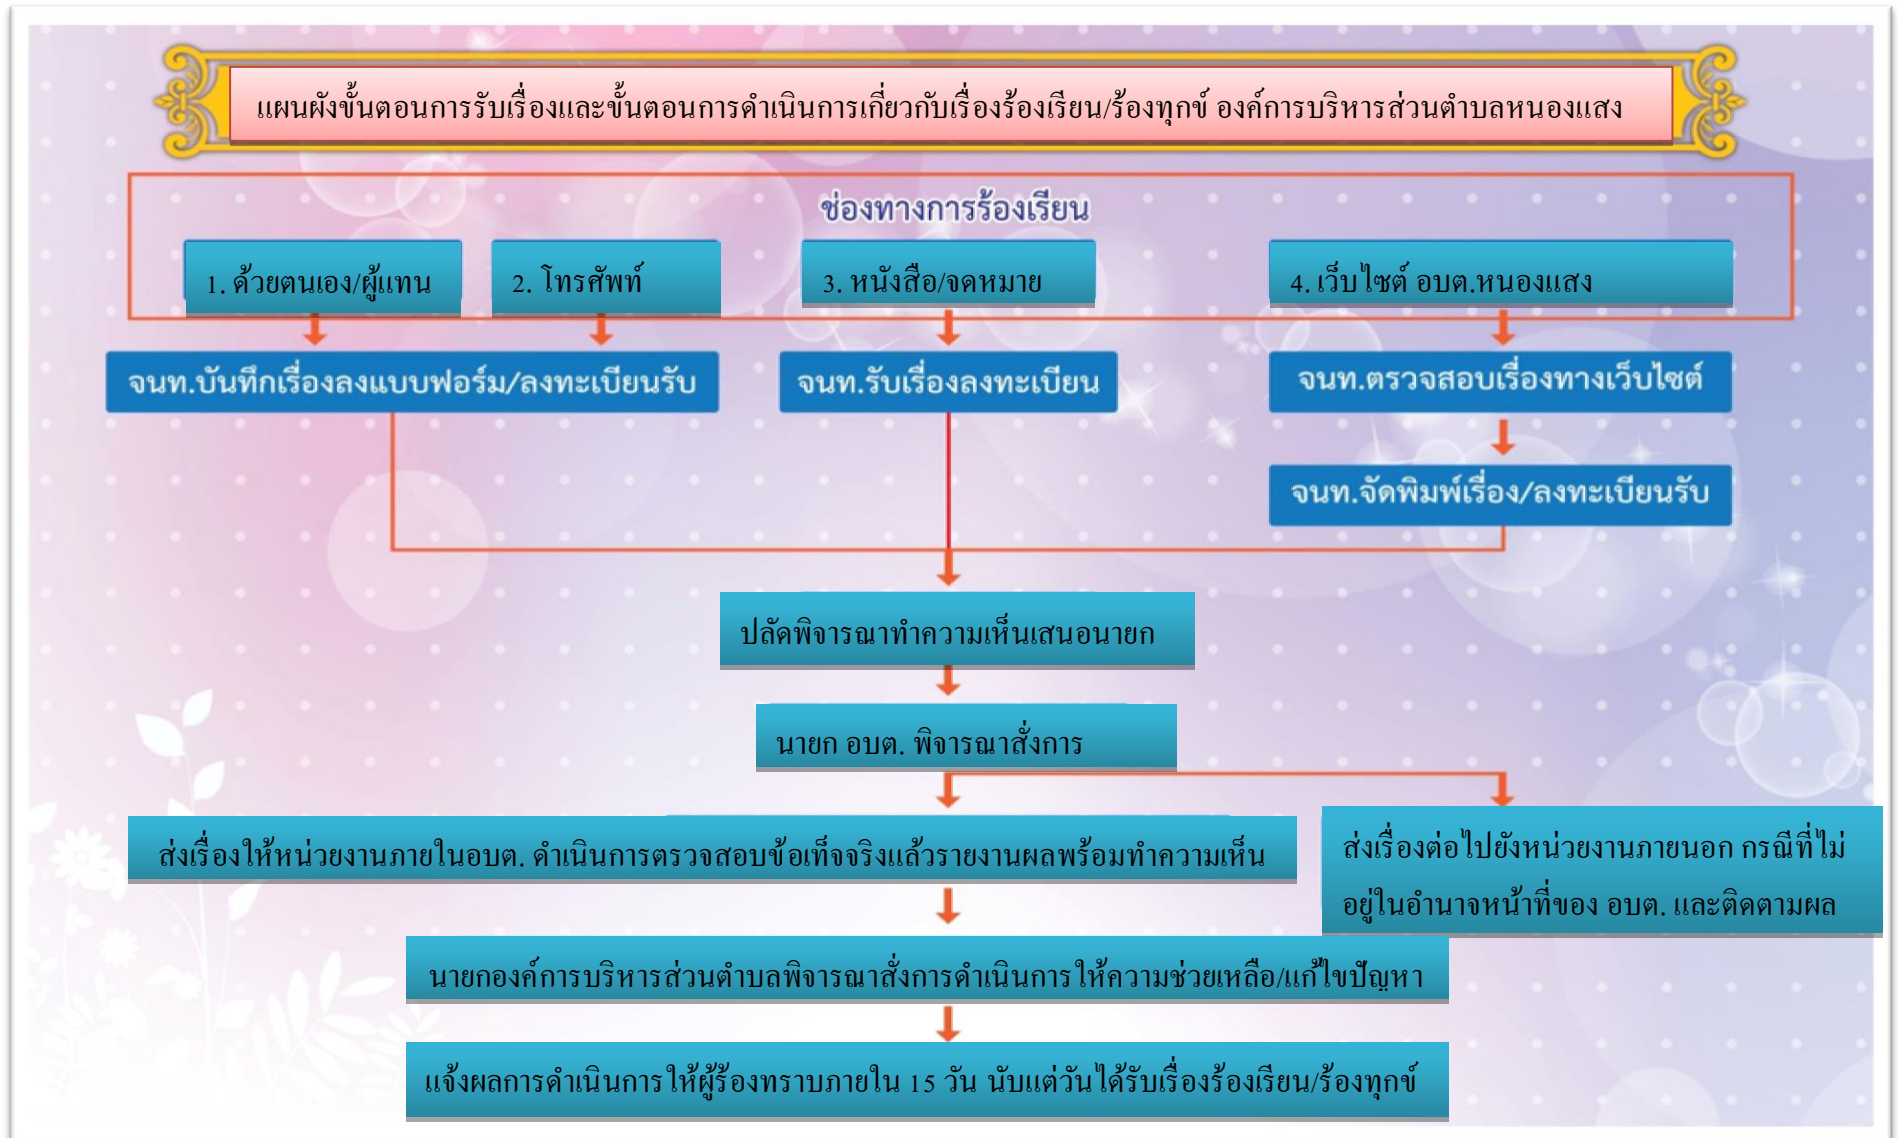 แผนผังขั้นตอนการรับเรื่องและขั้นตอนการดำเนินการเกี่ยวกับเรื่องร้องเรียน/ร้องทุกข์ องค์การบริหารส่วนตำบลหนองแสง
ช่องทางการร้องเรียน
1. ด้วยตนเอง/ผู้แทน
2. โทรศัพท์
3. หนังสือ/จดหมาย
4. เว็บไซต์ อบต.หนองแสง
จนท.บันทึกเรื่องลงแบบฟอร์ม/ลงทะเบียนรับ
จนท.รับเรื่องลงทะเบียน
จนท.ตรวจสอบเรื่องทางเว็บไซต์
จนท.จัดพิมพ์เรื่อง/ลงทะเบียนรับ
ปลัดพิจารณาทำความเห็นเสนอนายก
นายก อบต. พิจารณาสั่งการ
ส่งเรื่องให้หน่วยงานภายในอบต. ดำเนินการตรวจสอบข้อเท็จจริงแล้วรายงานผลพร้อมทำความเห็น
ส่งเรื่องต่อไปยังหน่วยงานภายนอก กรณีที่ไม่
อยู่ในอำนาจหน้าที่ของ อบต. และติดตามผล
นายกองค์การบริหารส่วนตำบลพิจารณาสั่งการดำเนินการให้ความช่วยเหลือ/แก้ไขปัญหา
แจ้งผลการดำเนินการให้ผู้ร้องทราบภายใน 15 วัน นับแต่วันได้รับเรื่องร้องเรียน/ร้องทุกข์